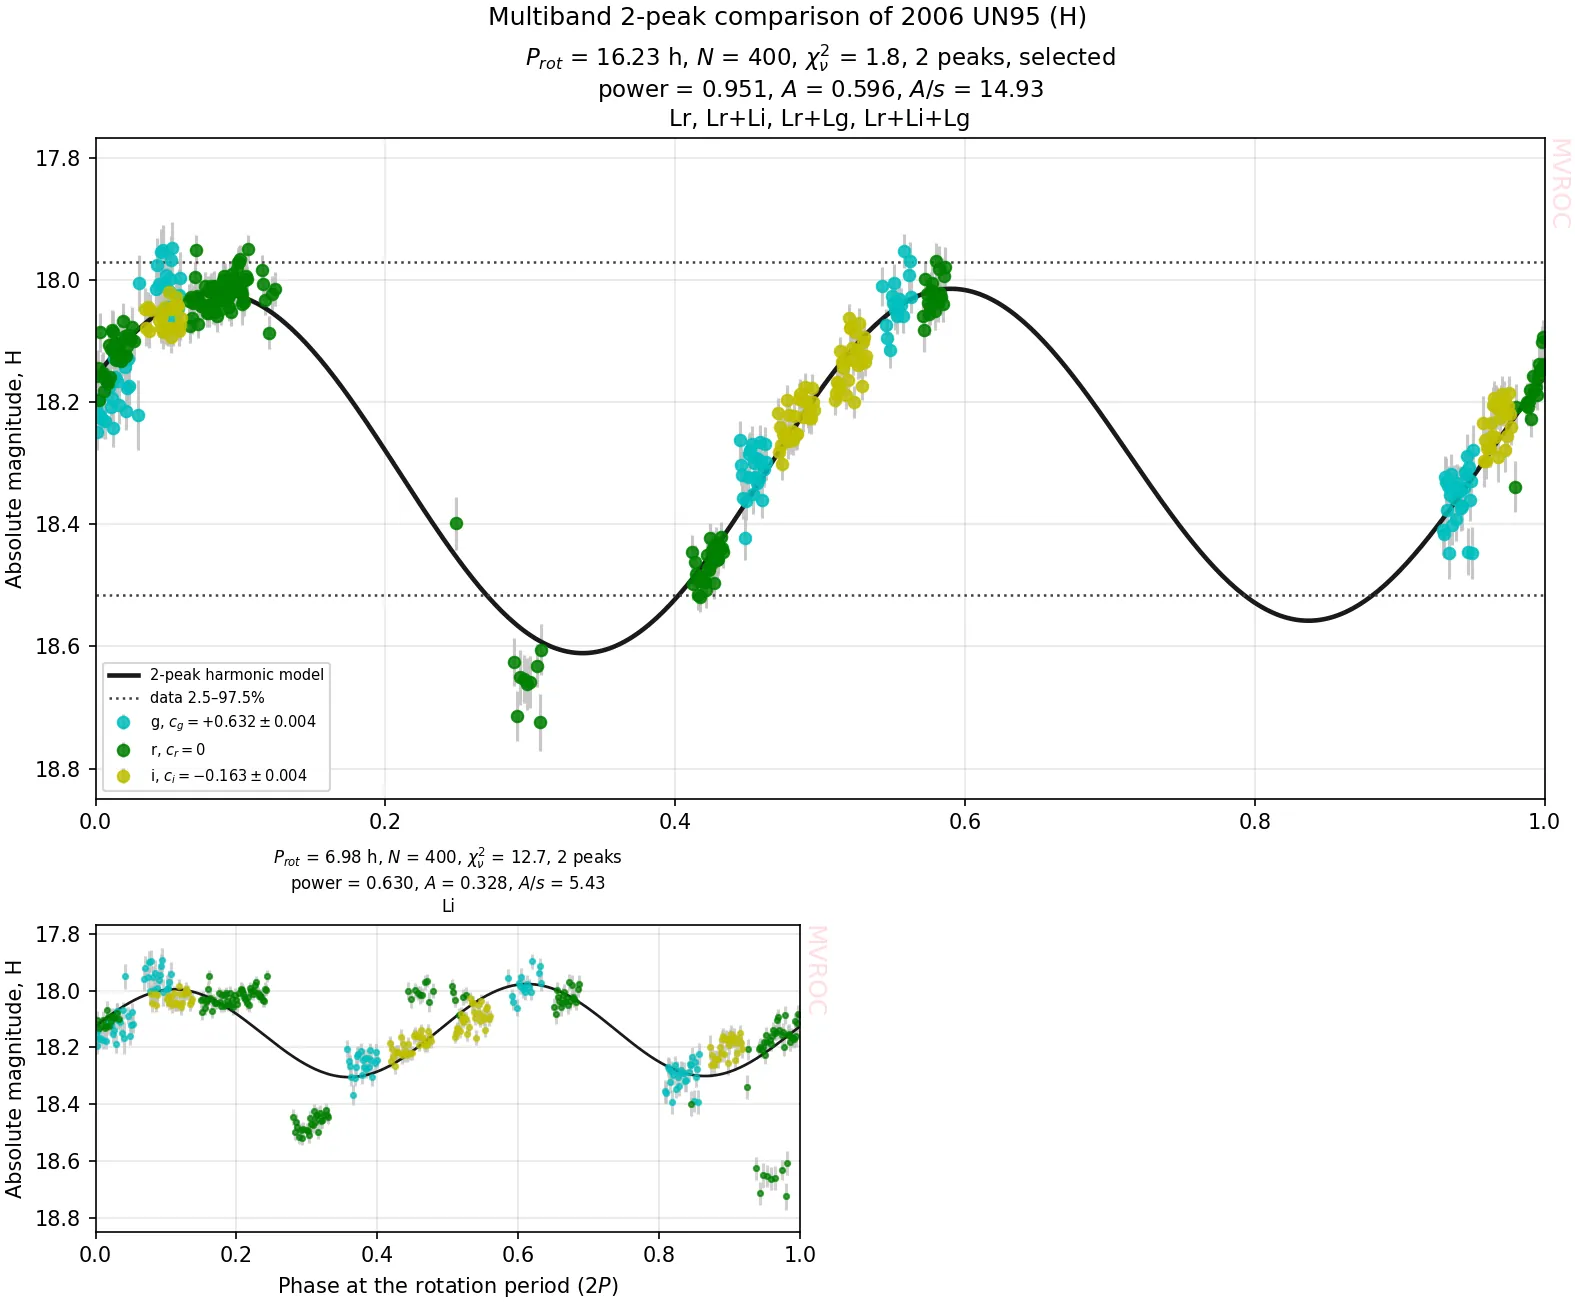 Multiband 2-peak comparison of 2006 UN95 (H)
P_rot = 16.23 h, N = 400, χ²_ν = 1.8, 2 peaks, selected
power = 0.951, A = 0.596, A/s = 14.93
Lr, Lr+Li, Lr+Lg, Lr+Li+Lg
MVROC
Absolute magnitude, H
17.8
18.0
18.2
18.4
18.6
18.8
2-peak harmonic model
data 2.5–97.5%
g, c_g = +0.632 ± 0.004
r, c_r = 0
i, c_i = −0.163 ± 0.004
0.0 0.2 0.4 0.6 0.8 1.0
P_rot = 6.98 h, N = 400, χ²_ν = 12.7, 2 peaks
power = 0.630, A = 0.328, A/s = 5.43
Li
MVROC
Absolute magnitude, H
17.8
18.0
18.2
18.4
18.6
18.8
0.0 0.2 0.4 0.6 0.8 1.0
Phase at the rotation period (2P)